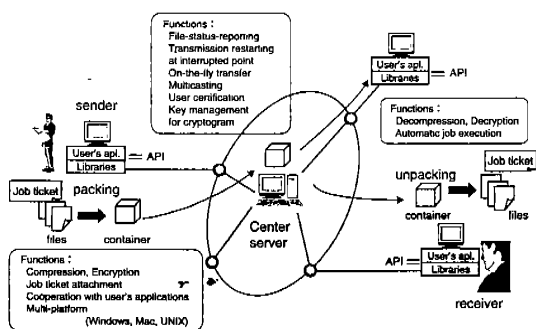 Functions :
File-status-reporting
Transmission restarting
at interrupted point
On-the-fly transfer
Multicasting
User certification
Key management
for cryptogram
User's apl.
Libraries
API
sender
User's apl.
Libraries
API
Functions :
Decompression, Decryption
Automatic job execution
Job ticket
packing
files
container
Center
server
unpacking
container
Job ticket
files
Functions :
Compression, Encryption
Job ticket attachment
Cooperation with user's applications
Multi-platform
(Windows, Mac, UNIX)
API
User's apl.
Libraries
receiver